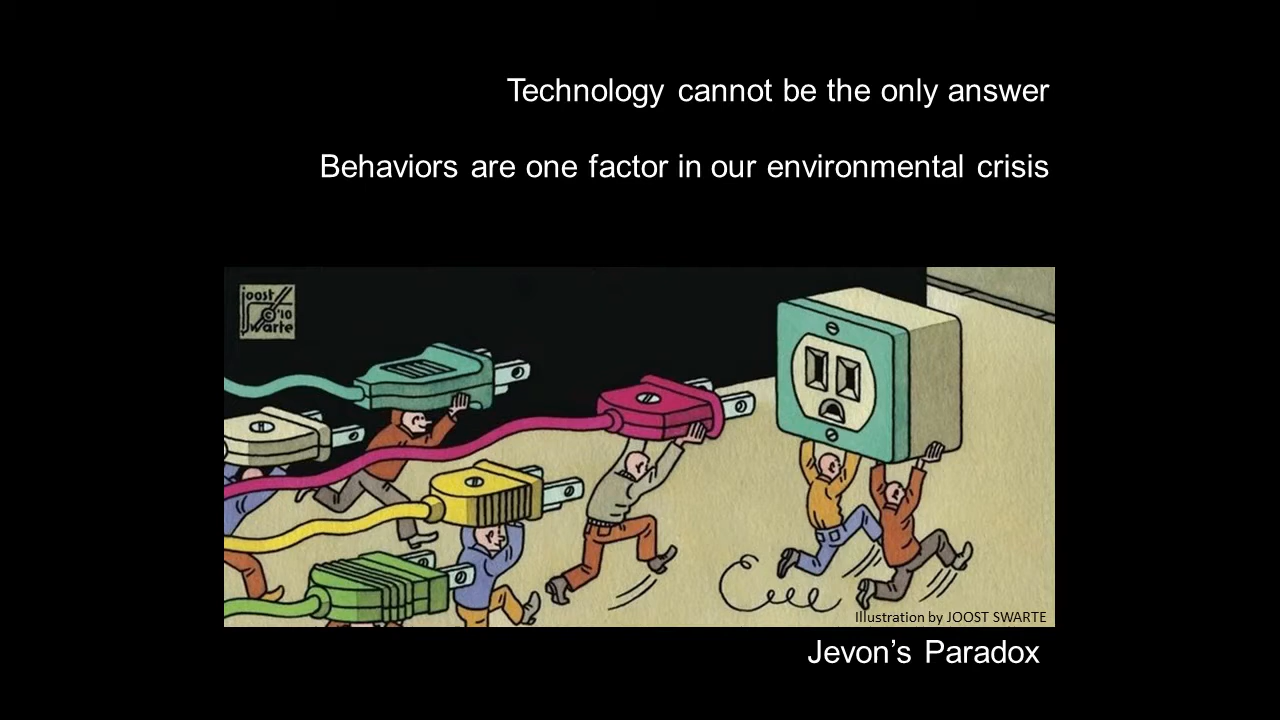 Technology cannot be the only answer
Behaviors are one factor in our environmental crisis
joost
© '10
swarte
Illustration by JOOST SWARTE
Jevon’s Paradox